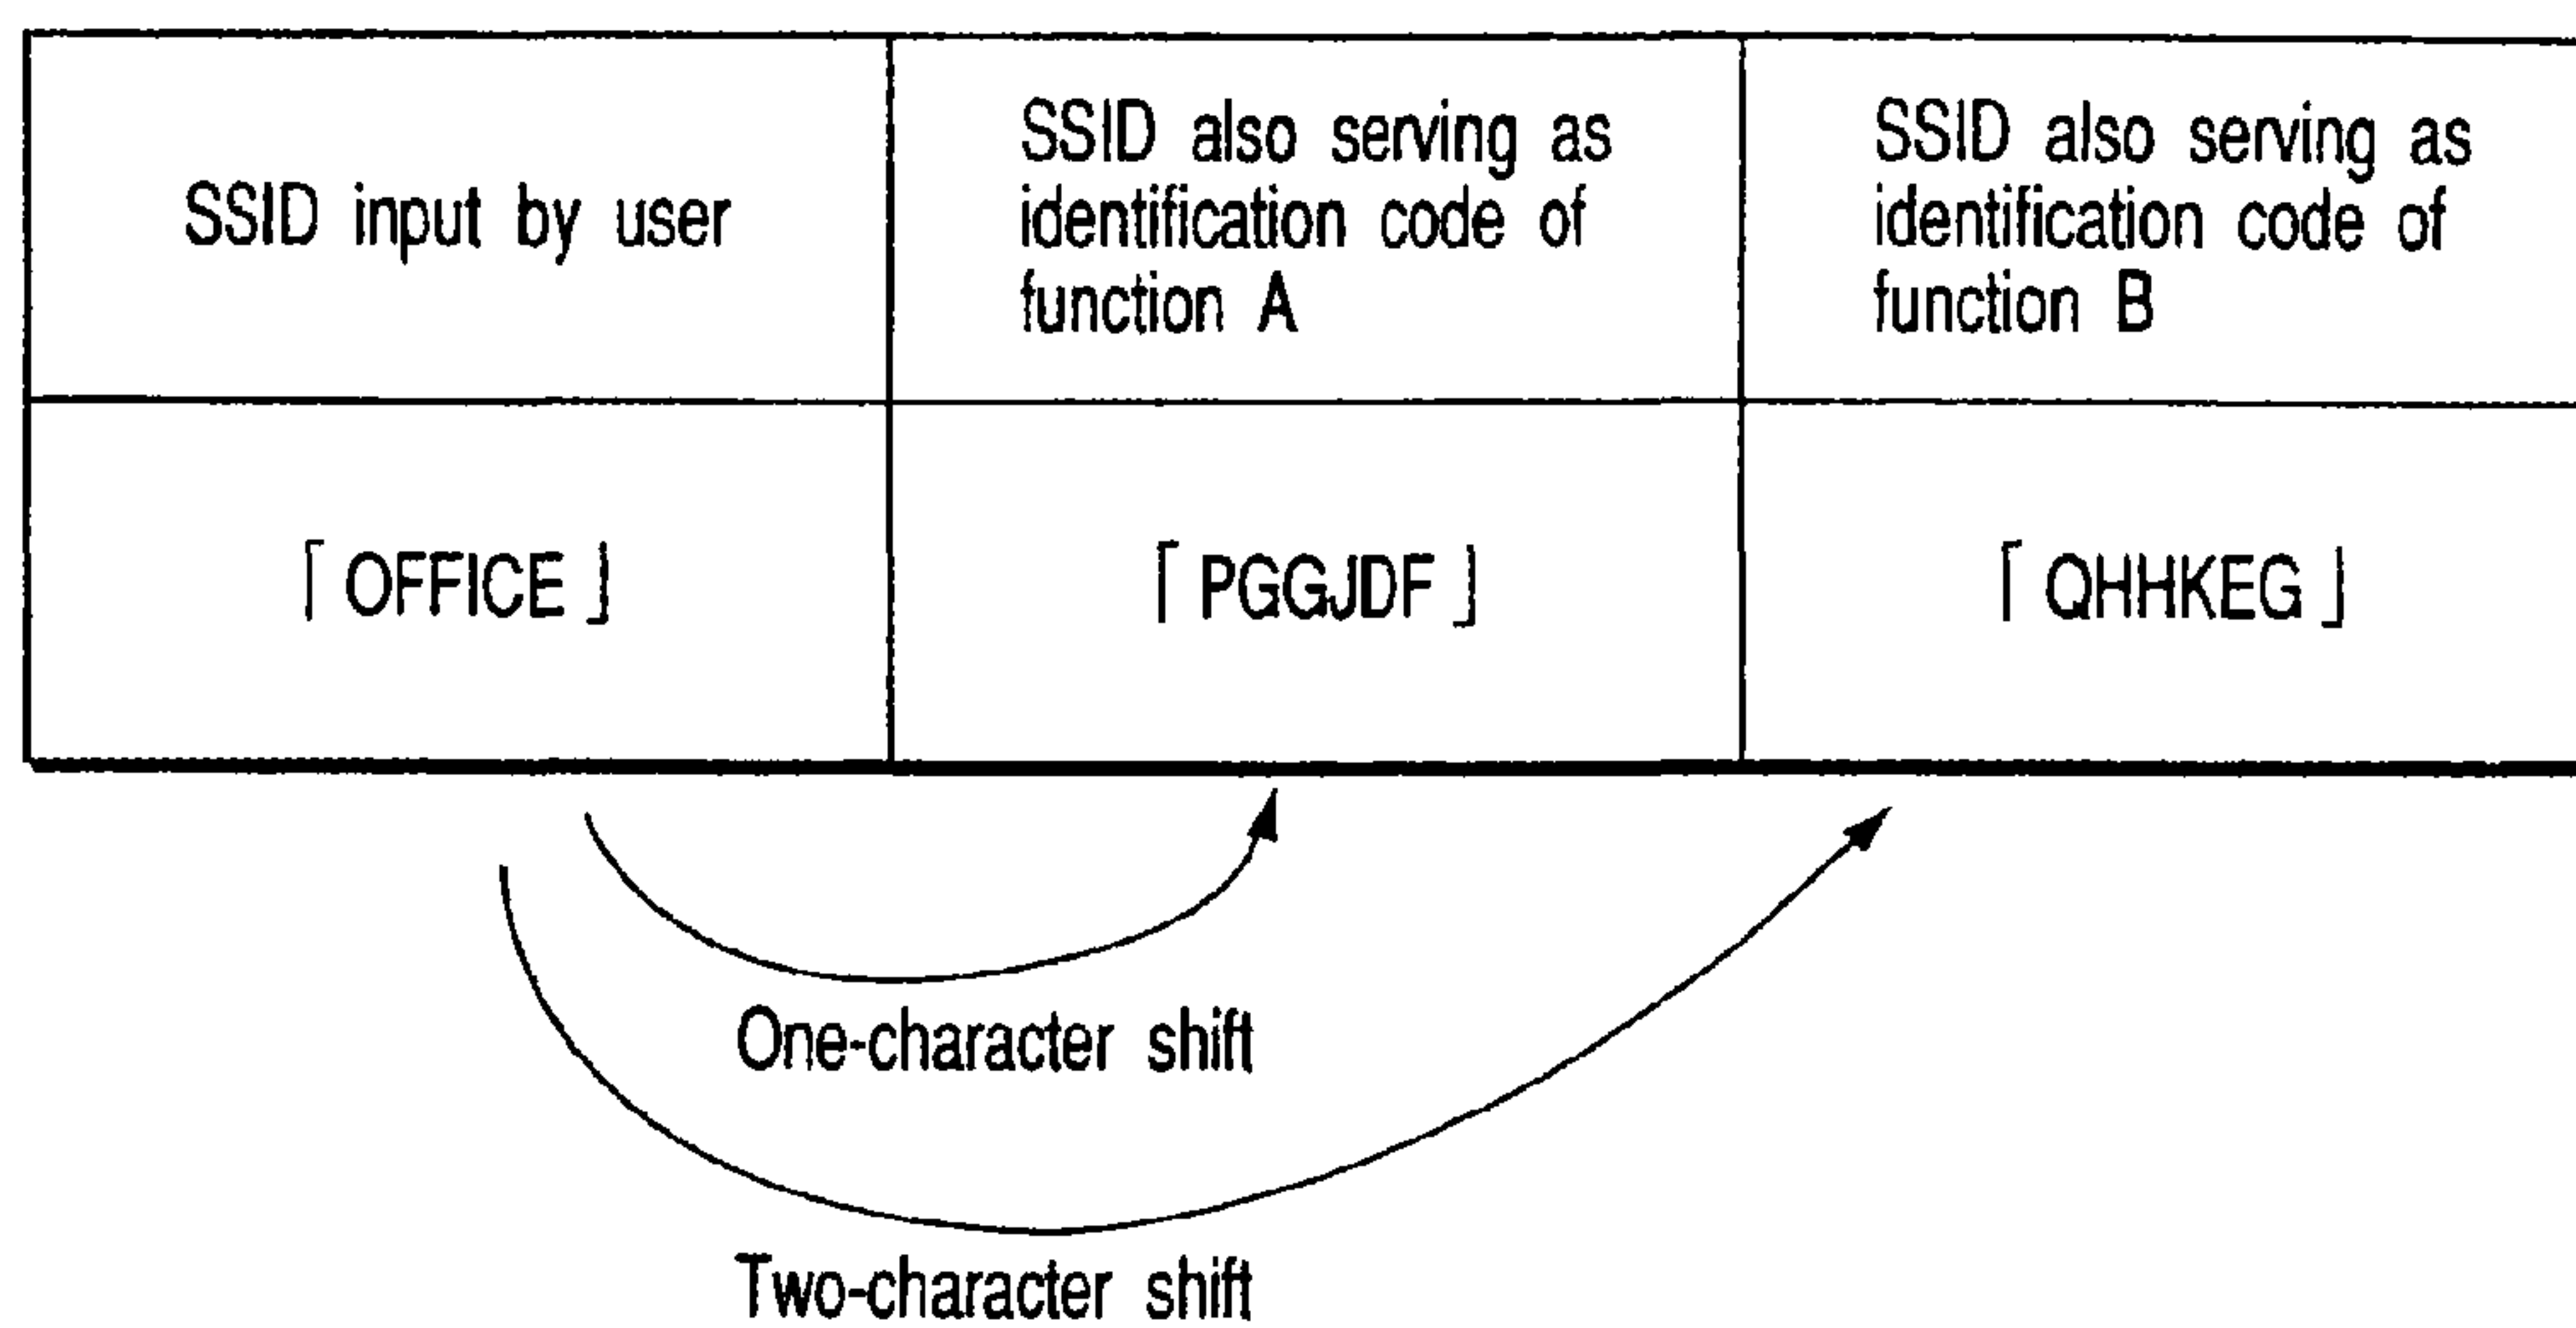 SSID input by user
SSID also serving as
identification code of
function A
SSID also serving as
identification code of
function B
「OFFICE」
「PGGJDF」
「QHHKEG」
One-character shift
Two-character shift